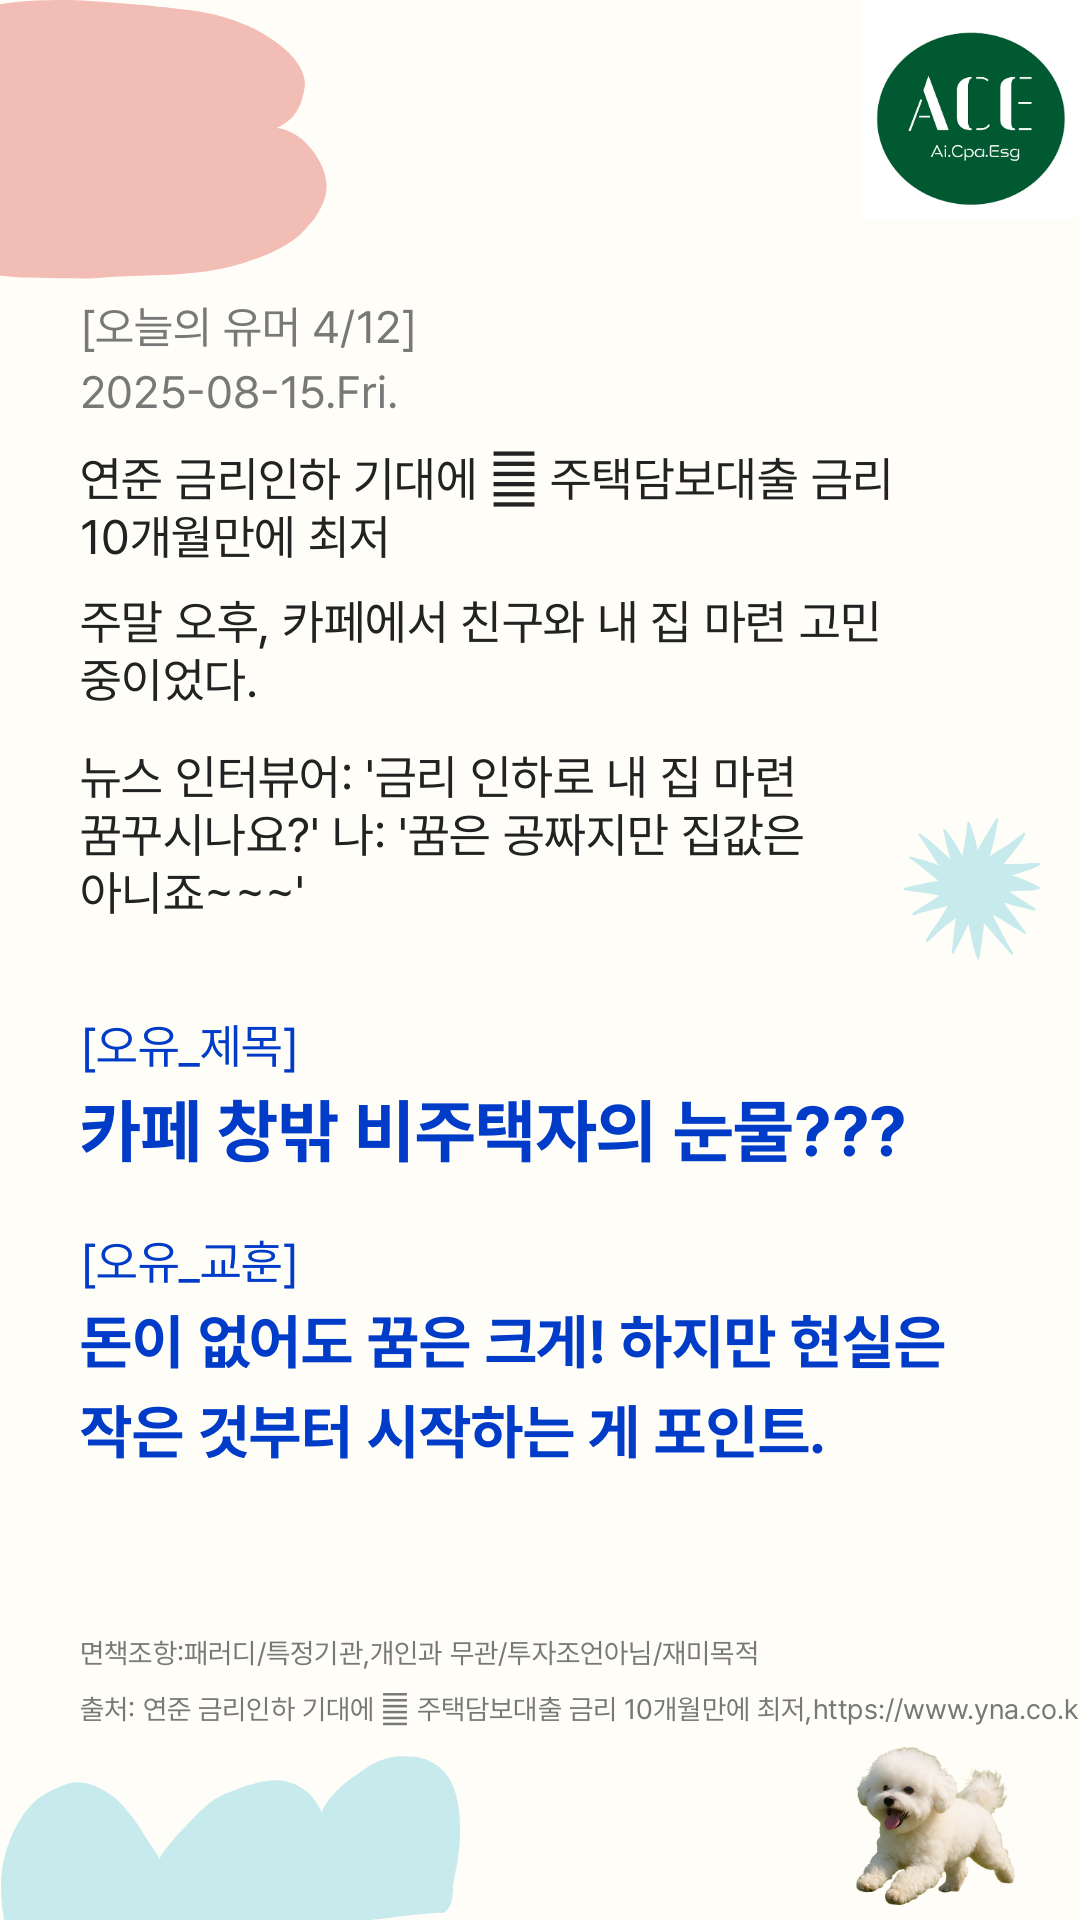 ACE
Ai.Cpa.Esg
[오늘의 유머 4/12]
2025-08-15.Fri.
연준 금리인하 기대에 주택담보대출 금리
10개월만에 최저
주말 오후, 카페에서 친구와 내 집 마련 고민
중이었다.
뉴스 인터뷰어: '금리 인하로 내 집 마련
꿈꾸시나요?' 나: '꿈은 공짜지만 집값은
아니죠~~~'
[오유_제목]
카페 창밖 비주택자의 눈물???
[오유_교훈]
돈이 없어도 꿈은 크게! 하지만 현실은
작은 것부터 시작하는 게 포인트.
면책조항:패러디/특정기관,개인과 무관/투자조언아님/재미목적
출처: 연준 금리인하 기대에 주택담보대출 금리 10개월만에 최저,https://www.yna.co.k